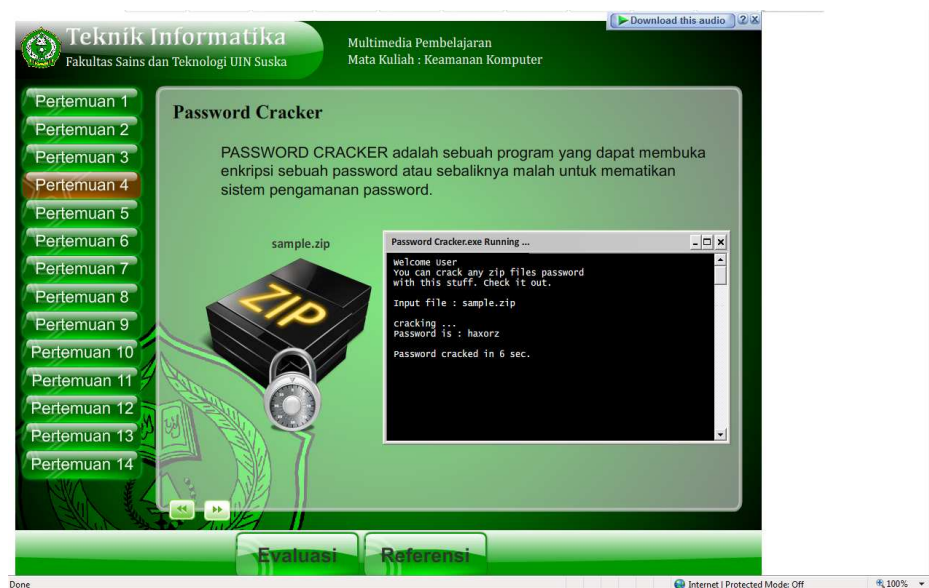 Download this audio ? X
Teknik Informatika
Fakultas Sains dan Teknologi UIN Suska
Multimedia Pembelajaran
Mata Kuliah : Keamanan Komputer
Pertemuan 1
Pertemuan 2
Pertemuan 3
Pertemuan 4
Pertemuan 5
Pertemuan 6
Pertemuan 7
Pertemuan 8
Pertemuan 9
Pertemuan 10
Pertemuan 11
Pertemuan 12
Pertemuan 13
Pertemuan 14
Password Cracker
PASSWORD CRACKER adalah sebuah program yang dapat membuka
enkripsi sebuah password atau sebaliknya malah untuk mematikan
sistem pengamanan password.
sample.zip
ZIP
Password Cracker.exe Running ...
Welcome User
You can crack any zip files password
with this stuff. Check it out.
Input file : sample.zip
cracking ...
Password is : haxorz
Password cracked in 6 sec.
Evaluasi
Referensi
Done
Internet | Protected Mode: Off
100%